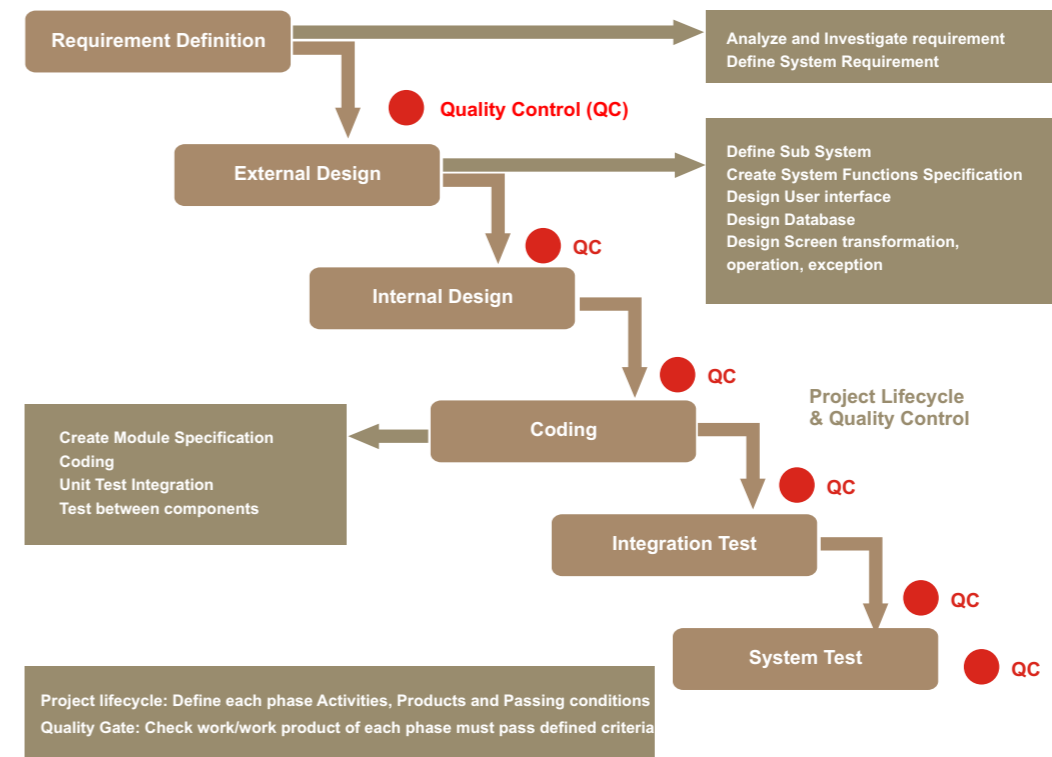 Requirement Definition
Analyze and Investigate requirement
Define System Requirement
Quality Control (QC)
External Design
Define Sub System
Create System Functions Specification
Design User interface
Design Database
Design Screen transformation,
operation, exception
QC
Internal Design
QC
Project Lifecycle
& Quality Control
Coding
Create Module Specification
Coding
Unit Test Integration
Test between components
QC
Integration Test
QC
System Test
QC
Project lifecycle: Define each phase Activities, Products and Passing conditions
Quality Gate: Check work/work product of each phase must pass defined criteria